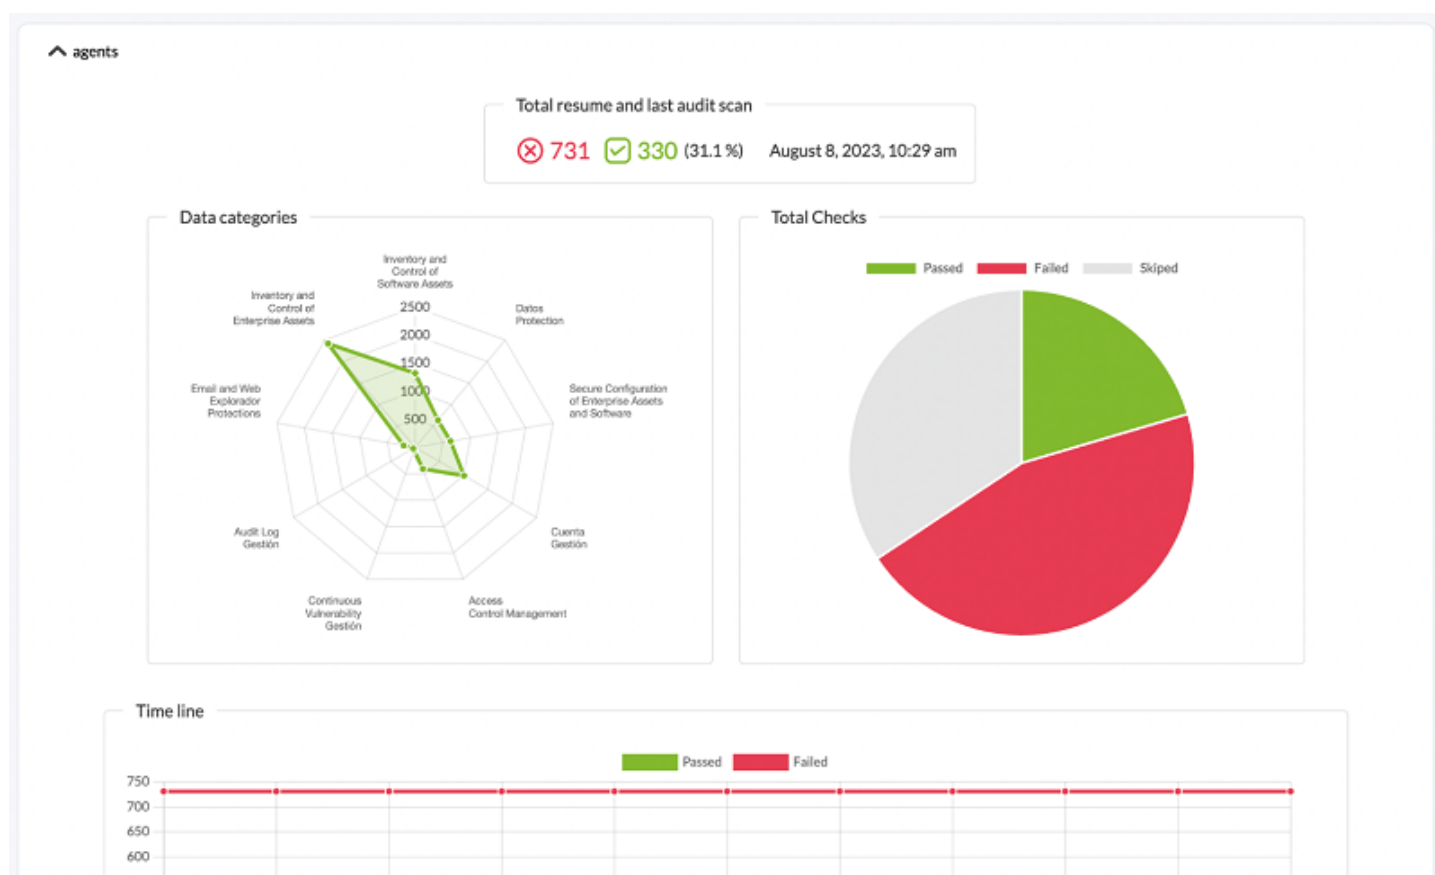 agents
Total resume and last audit scan
731 330 (31.1 %) August 8, 2023, 10:29 am
Data categories
Inventory and
Control of
Software Assets
Inventory and
Control of
Enterprise Assets
Datos
Protection
2500
2000
1500
1000
500
Email and Web
Explorador
Protections
Secure Configuration
of Enterprise Assets
and Software
Audit Log
Gestión
Cuenta
Gestión
Continuous
Vulnerability
Gestión
Access
Control Management
Total Checks
Passed Failed Skiped
Time line
Passed Failed
750
700
650
600